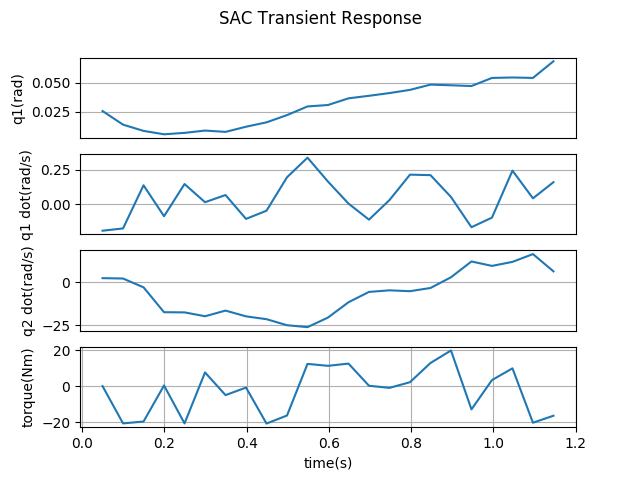 SAC Transient Response
q1(rad)
0.050
0.025
q1 dot(rad/s)
0.25
0.00
q2 dot(rad/s)
0
−25
torque(Nm)
20
0
−20
0.0 0.2 0.4 0.6 0.8 1.0 1.2
time(s)